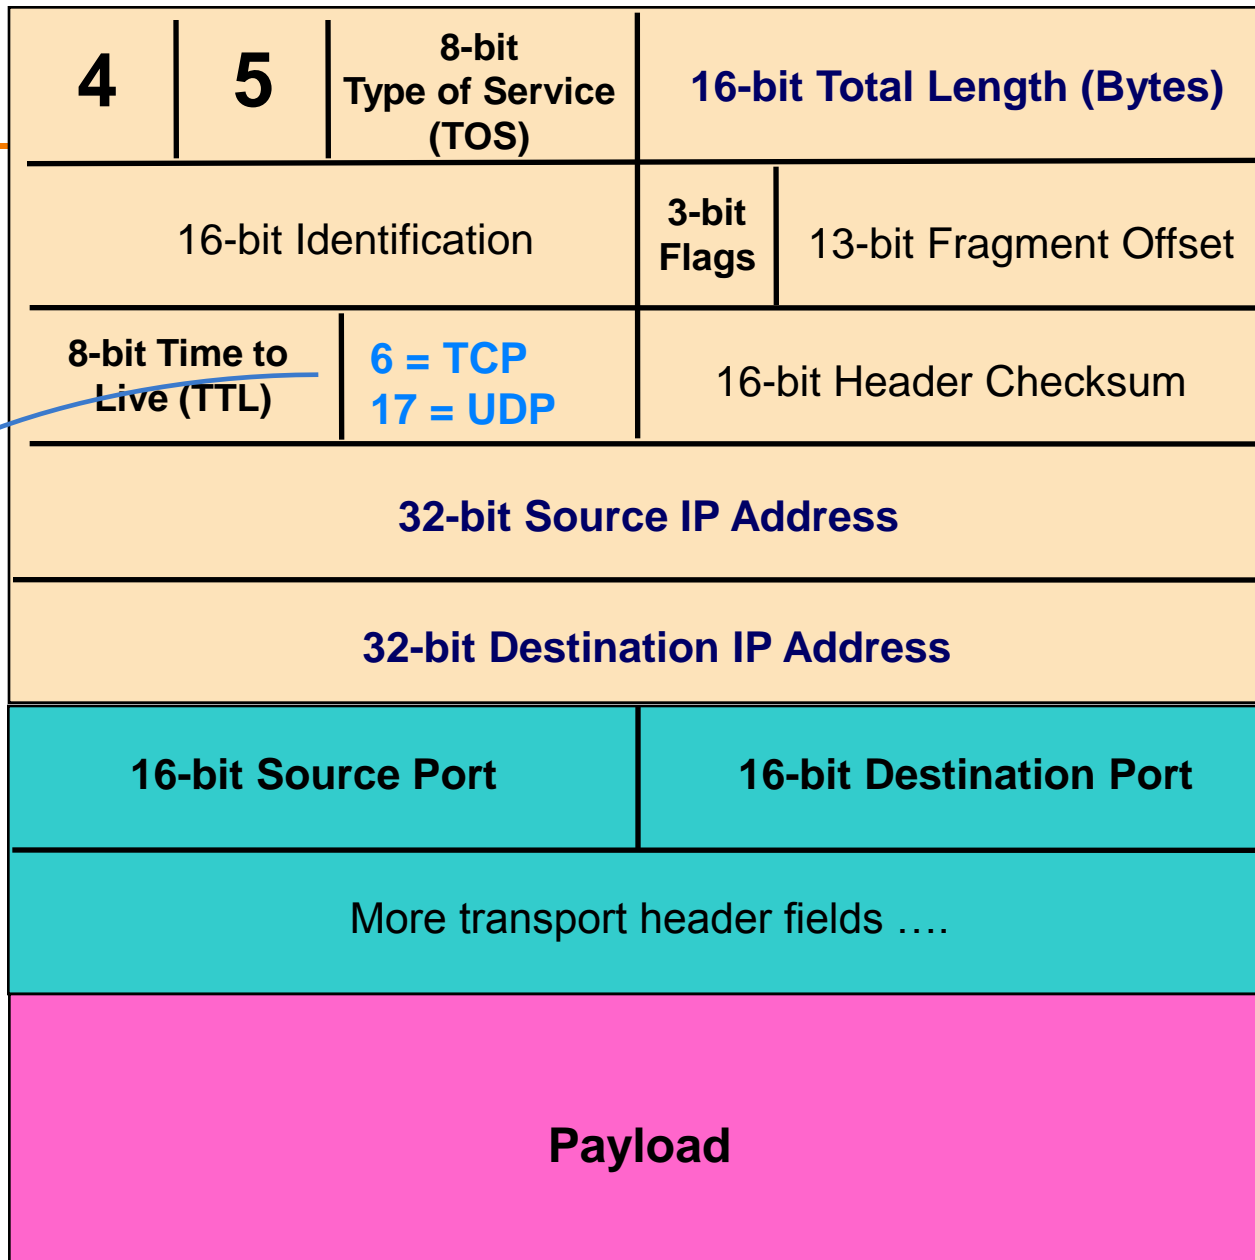 4
5
8-bit
Type of Service
(TOS)
16-bit Total Length (Bytes)
16-bit Identification
3-bit
Flags
13-bit Fragment Offset
8-bit Time to
Live (TTL)
6 = TCP
17 = UDP
16-bit Header Checksum
32-bit Source IP Address
32-bit Destination IP Address
16-bit Source Port
16-bit Destination Port
More transport header fields ….
Payload